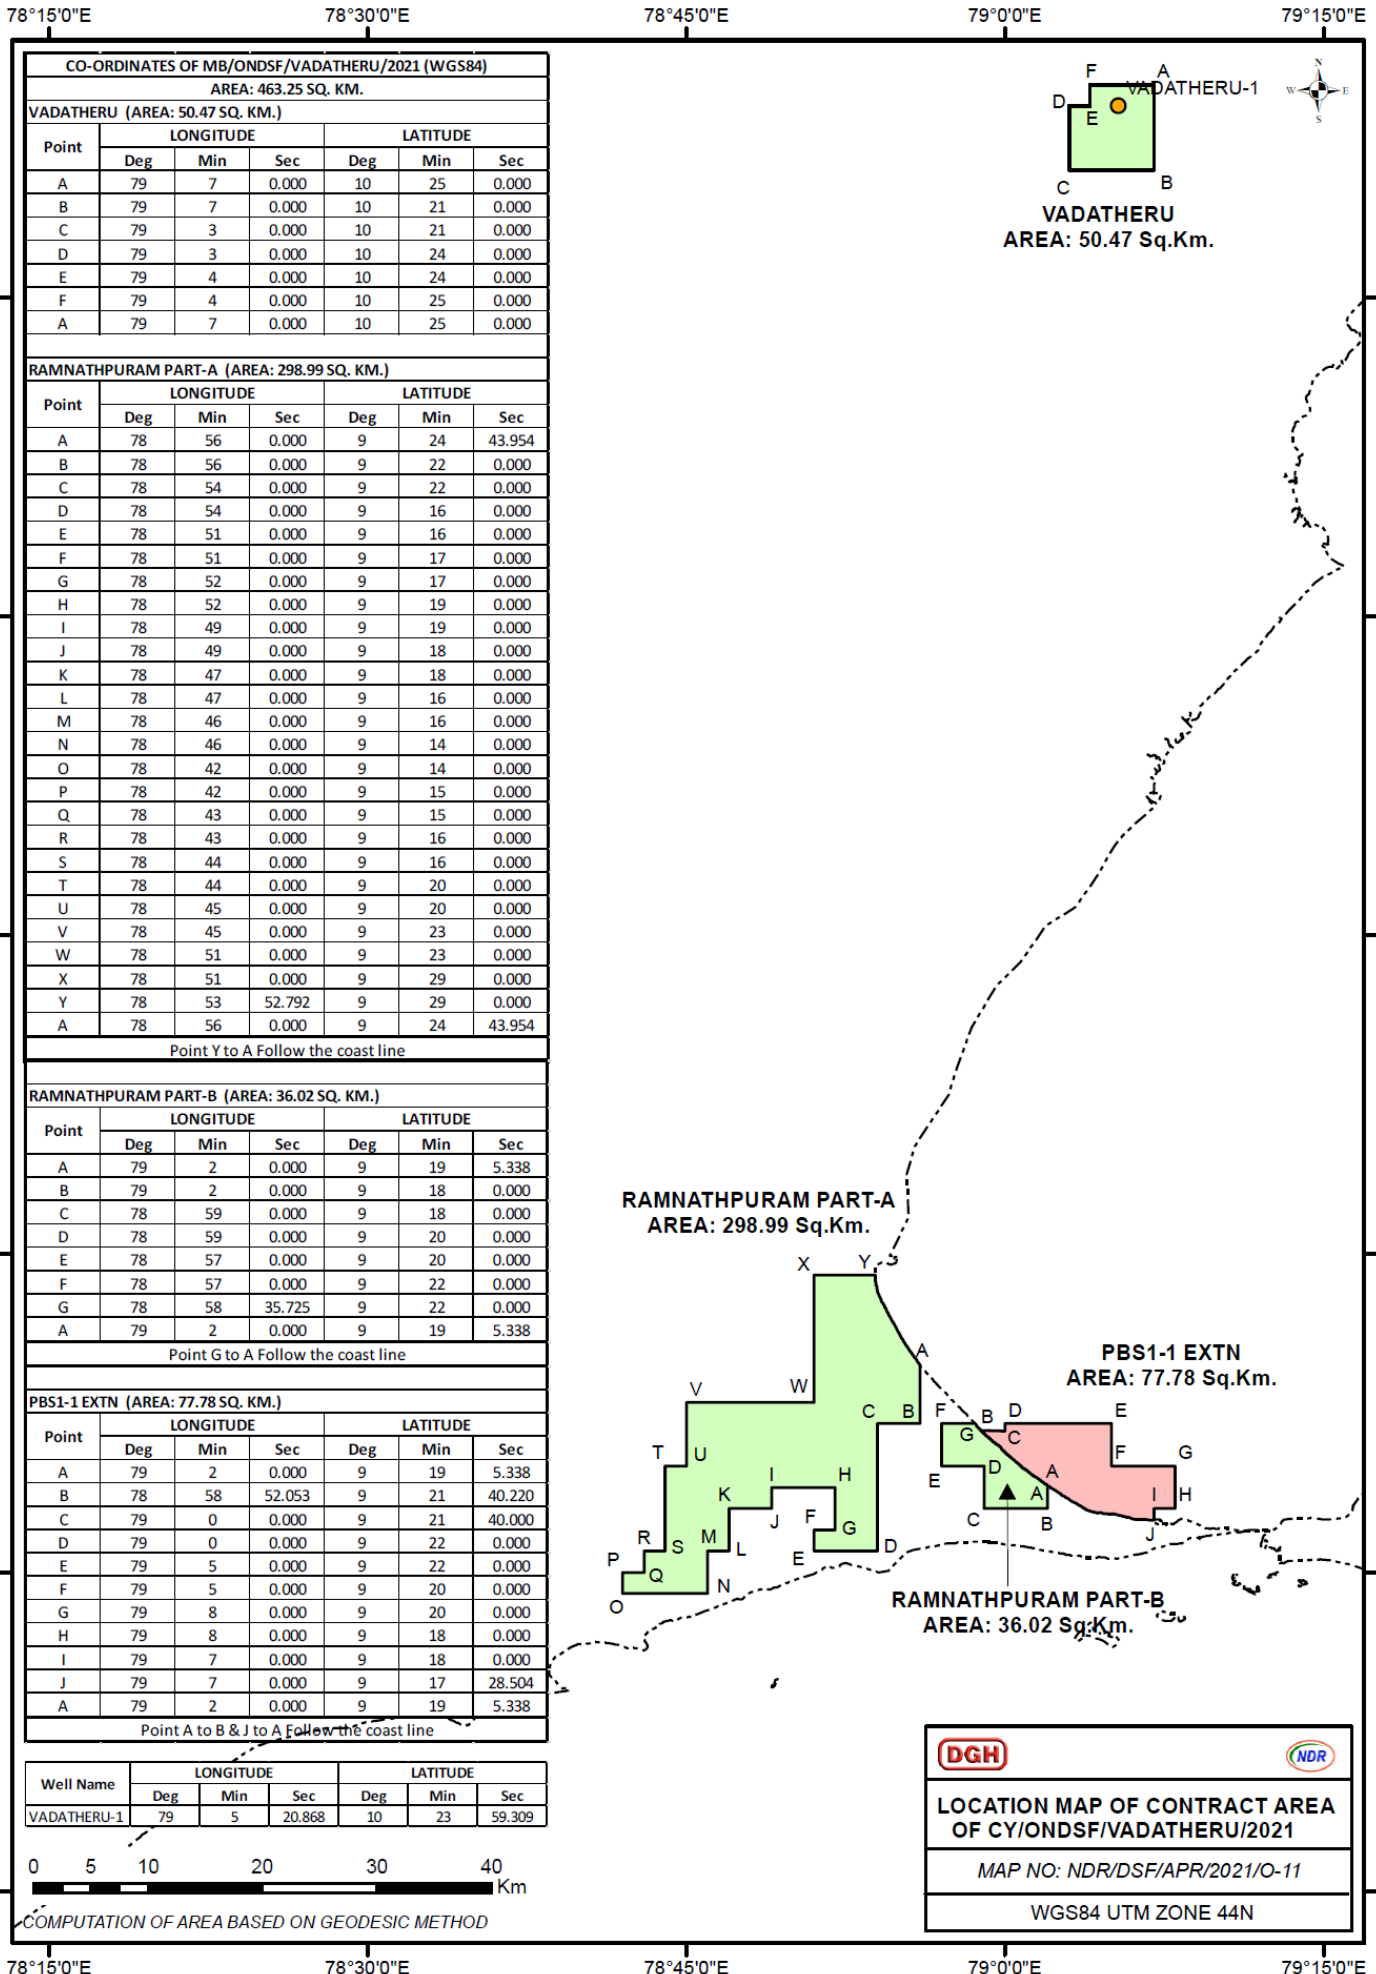 78°15'0"E 78°30'0"E 78°45'0"E 79°0'0"E 79°15'0"E
CO-ORDINATES OF MB/ONDSF/VADATHERU/2021 (WGS84)
AREA: 463.25 SQ. KM.
VADATHERU (AREA: 50.47 SQ. KM.)
Point LONGITUDE LATITUDE
Deg Min Sec Deg Min Sec
A 79 7 0.000 10 25 0.000
B 79 7 0.000 10 21 0.000
C 79 3 0.000 10 21 0.000
D 79 3 0.000 10 24 0.000
E 79 4 0.000 10 24 0.000
F 79 4 0.000 10 25 0.000
A 79 7 0.000 10 25 0.000
RAMNATHPURAM PART-A (AREA: 298.99 SQ. KM.)
Point LONGITUDE LATITUDE
Deg Min Sec Deg Min Sec
A 78 56 0.000 9 24 43.954
B 78 56 0.000 9 22 0.000
C 78 54 0.000 9 22 0.000
D 78 54 0.000 9 16 0.000
E 78 51 0.000 9 16 0.000
F 78 51 0.000 9 17 0.000
G 78 52 0.000 9 17 0.000
H 78 52 0.000 9 19 0.000
I 78 49 0.000 9 19 0.000
J 78 49 0.000 9 18 0.000
K 78 47 0.000 9 18 0.000
L 78 47 0.000 9 16 0.000
M 78 46 0.000 9 16 0.000
N 78 46 0.000 9 14 0.000
O 78 42 0.000 9 14 0.000
P 78 42 0.000 9 15 0.000
Q 78 43 0.000 9 15 0.000
R 78 43 0.000 9 16 0.000
S 78 44 0.000 9 16 0.000
T 78 44 0.000 9 20 0.000
U 78 45 0.000 9 20 0.000
V 78 45 0.000 9 23 0.000
W 78 51 0.000 9 23 0.000
X 78 51 0.000 9 29 0.000
Y 78 53 52.792 9 29 0.000
A 78 56 0.000 9 24 43.954
Point Y to A Follow the coast line
RAMNATHPURAM PART-B (AREA: 36.02 SQ. KM.)
Point LONGITUDE LATITUDE
Deg Min Sec Deg Min Sec
A 79 2 0.000 9 19 5.338
B 79 2 0.000 9 18 0.000
C 78 59 0.000 9 18 0.000
D 78 59 0.000 9 20 0.000
E 78 57 0.000 9 20 0.000
F 78 57 0.000 9 22 0.000
G 78 58 35.725 9 22 0.000
A 79 2 0.000 9 19 5.338
Point G to A Follow the coast line
PBS1-1 EXTN (AREA: 77.78 SQ. KM.)
Point LONGITUDE LATITUDE
Deg Min Sec Deg Min Sec
A 79 2 0.000 9 19 5.338
B 78 58 52.053 9 21 40.220
C 79 0 0.000 9 21 40.000
D 79 0 0.000 9 22 0.000
E 79 5 0.000 9 22 0.000
F 79 5 0.000 9 20 0.000
G 79 8 0.000 9 20 0.000
H 79 8 0.000 9 18 0.000
I 79 7 0.000 9 18 0.000
J 79 7 0.000 9 17 28.504
A 79 2 0.000 9 19 5.338
Point A to B & J to A Follow the coast line
Well Name LONGITUDE LATITUDE
Deg Min Sec Deg Min Sec
VADATHERU-1 79 5 20.868 10 23 59.309
0 5 10 20 30 40
Km
COMPUTATION OF AREA BASED ON GEODESIC METHOD
F A
VADATHERU-1
D
E
C B
VADATHERU
AREA: 50.47 Sq.Km.
N
W E
S
RAMNATHPURAM PART-A
AREA: 298.99 Sq.Km.
X Y
A
V W
C B
T U
I H
K
J F G
R S M L
E D
P Q
N
O
PBS1-1 EXTN
AREA: 77.78 Sq.Km.
F B D E
G C
F G
E D A
A I H
C B J
RAMNATHPURAM PART-B
AREA: 36.02 Sq.Km.
DGH NDR
LOCATION MAP OF CONTRACT AREA
OF CY/ONDSF/VADATHERU/2021
MAP NO: NDR/DSF/APR/2021/O-11
WGS84 UTM ZONE 44N
78°15'0"E 78°30'0"E 78°45'0"E 79°0'0"E 79°15'0"E